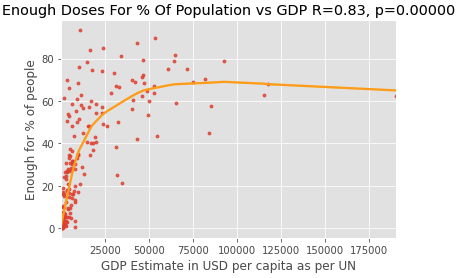 Enough Doses For % Of Population vs GDP R=0.83, p=0.00000
80
60
40
20
0
Enough for % of people
25000 50000 75000 100000 125000 150000 175000
GDP Estimate in USD per capita as per UN